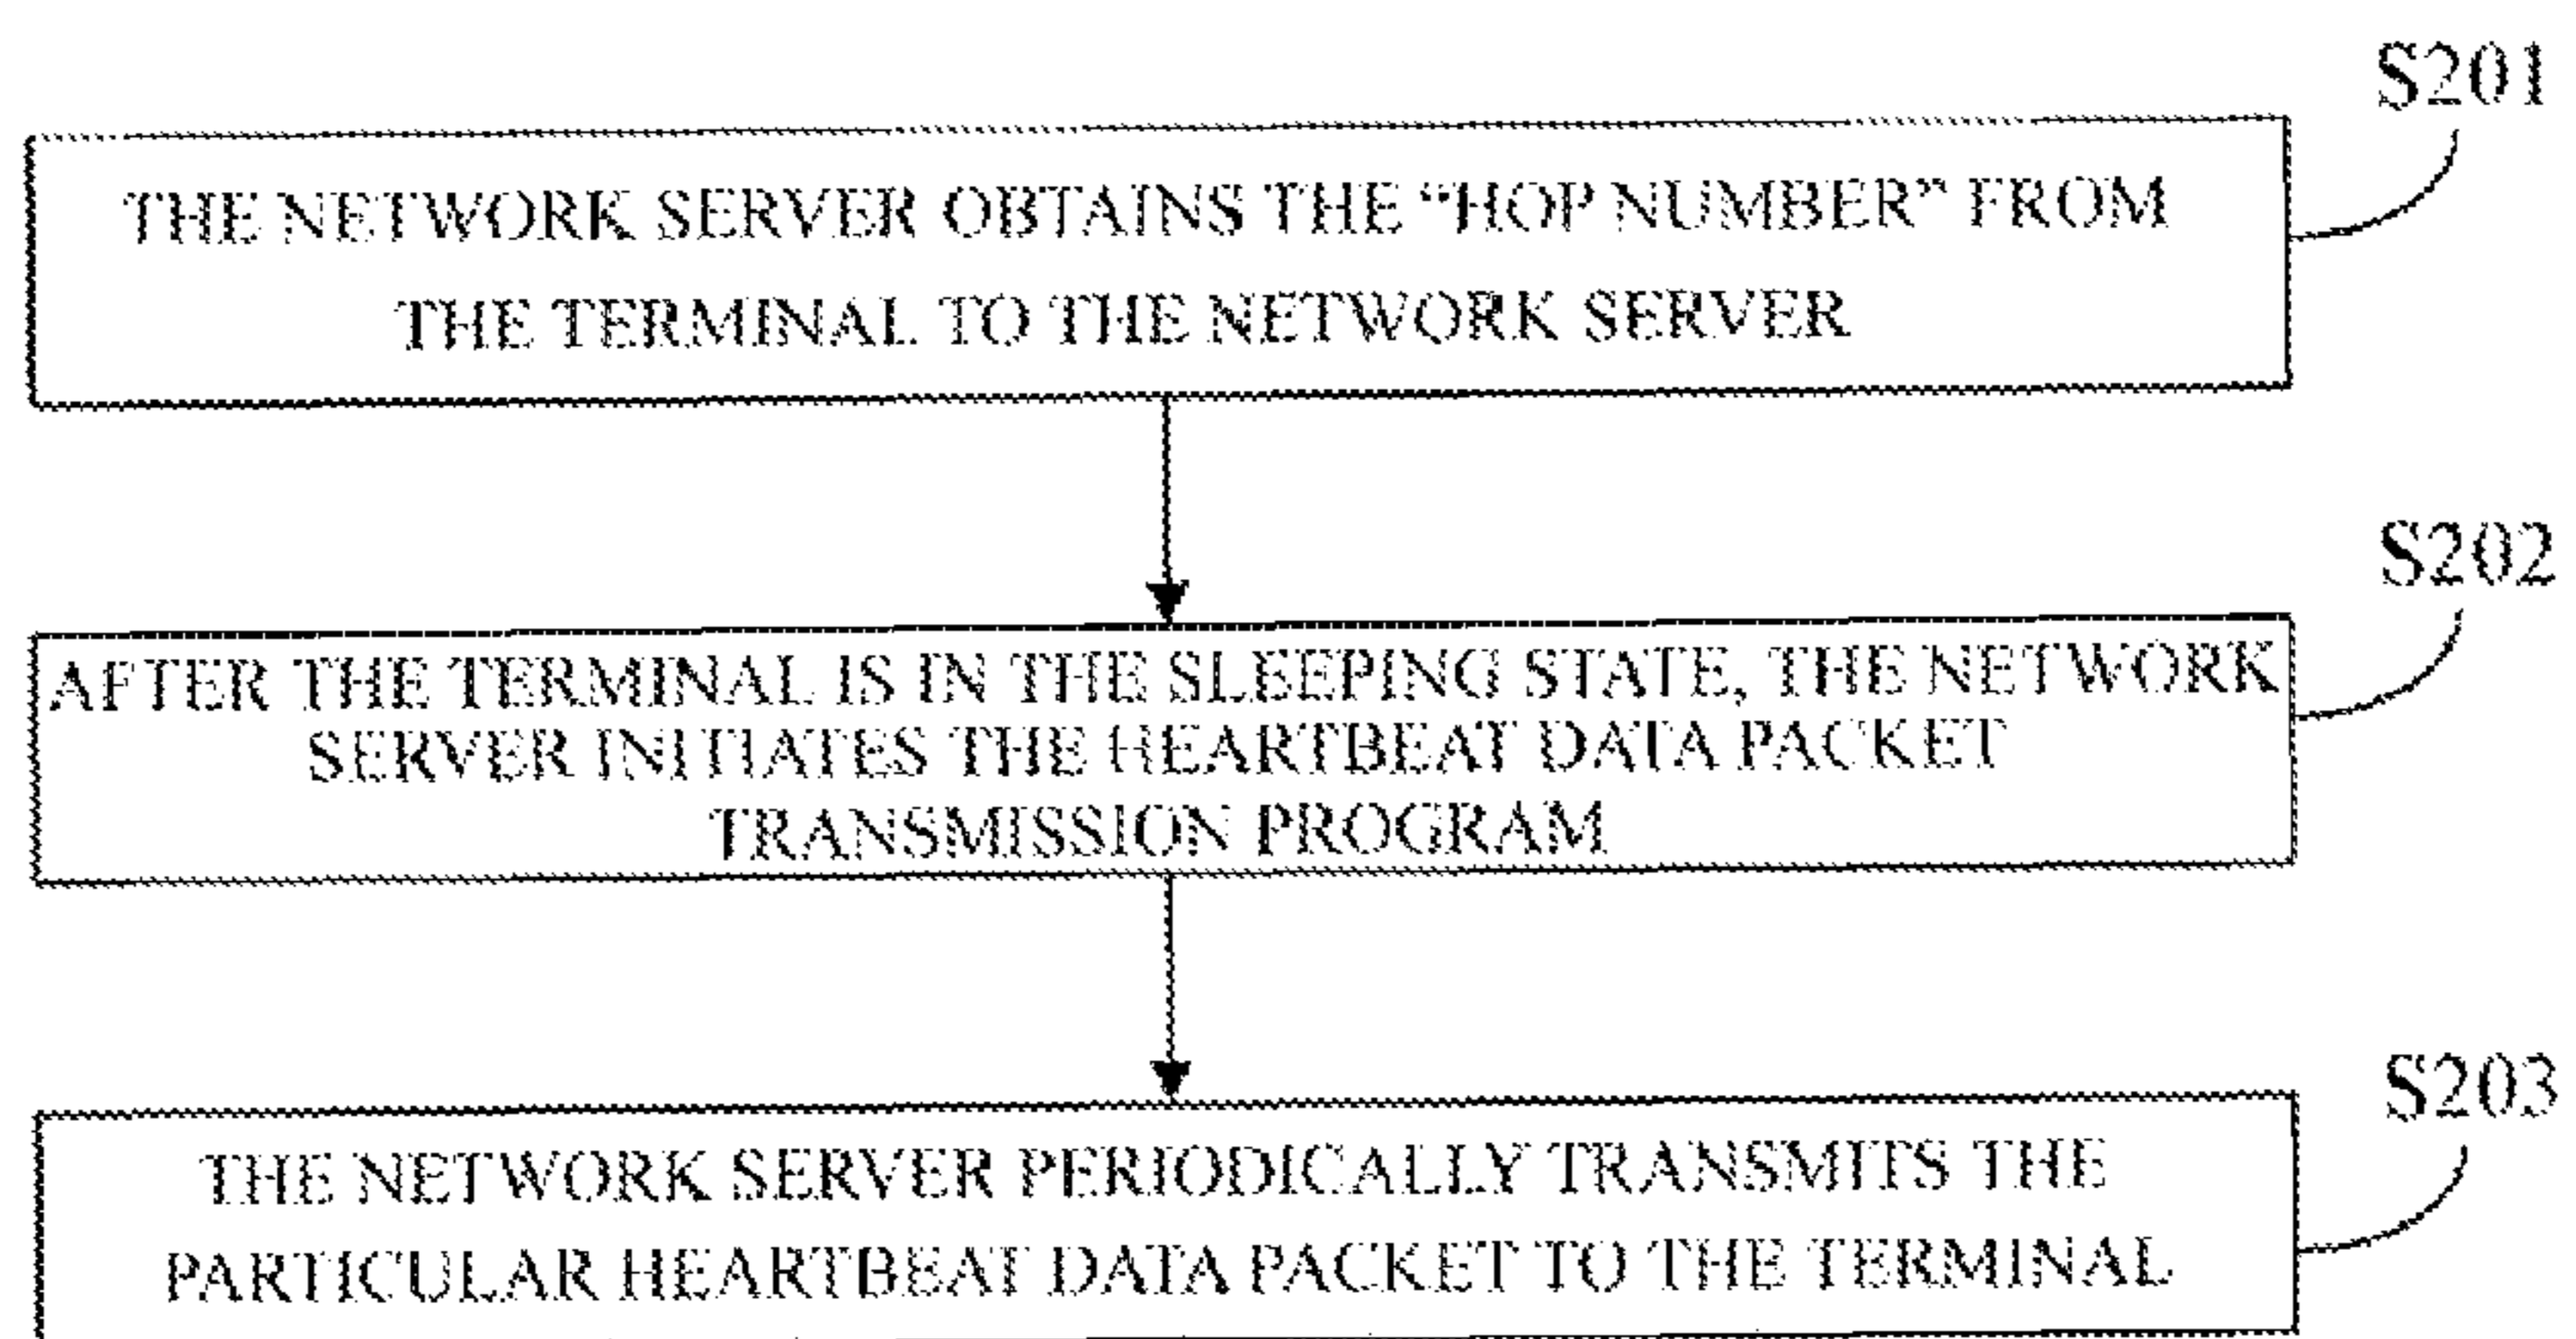 S201
THE NETWORK SERVER OBTAINS THE “HOP NUMBER” FROM
THE TERMINAL TO THE NETWORK SERVER
S202
AFTER THE TERMINAL IS IN THE SLEEPING STATE, THE NETWORK
SERVER INITIATES THE HEARTBEAT DATA PACKET
TRANSMISSION PROGRAM
S203
THE NETWORK SERVER PERIODICALLY TRANSMITS THE
PARTICULAR HEARTBEAT DATA PACKET TO THE TERMINAL